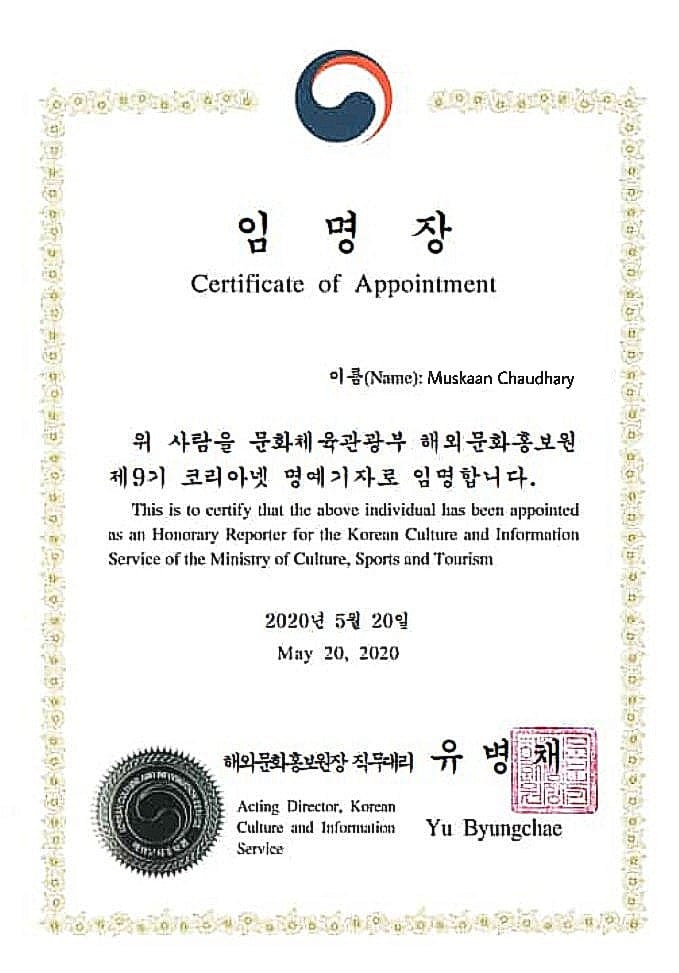 임 명 장
Certificate of Appointment
이름(Name): Muskaan Chaudhary
위 사람을 문화체육관광부 해외문화홍보원
제9기 코리아넷 명예기자로 임명합니다.
This is to certify that the above individual has been appointed
as an Honorary Reporter for the Korean Culture and Information
Service of the Ministry of Culture, Sports and Tourism
2020년 5월 20일
May 20, 2020
해외문화홍보원장 직무대리 유 병 채
Acting Director, Korean
Culture and Information
Service
Yu Byungchae